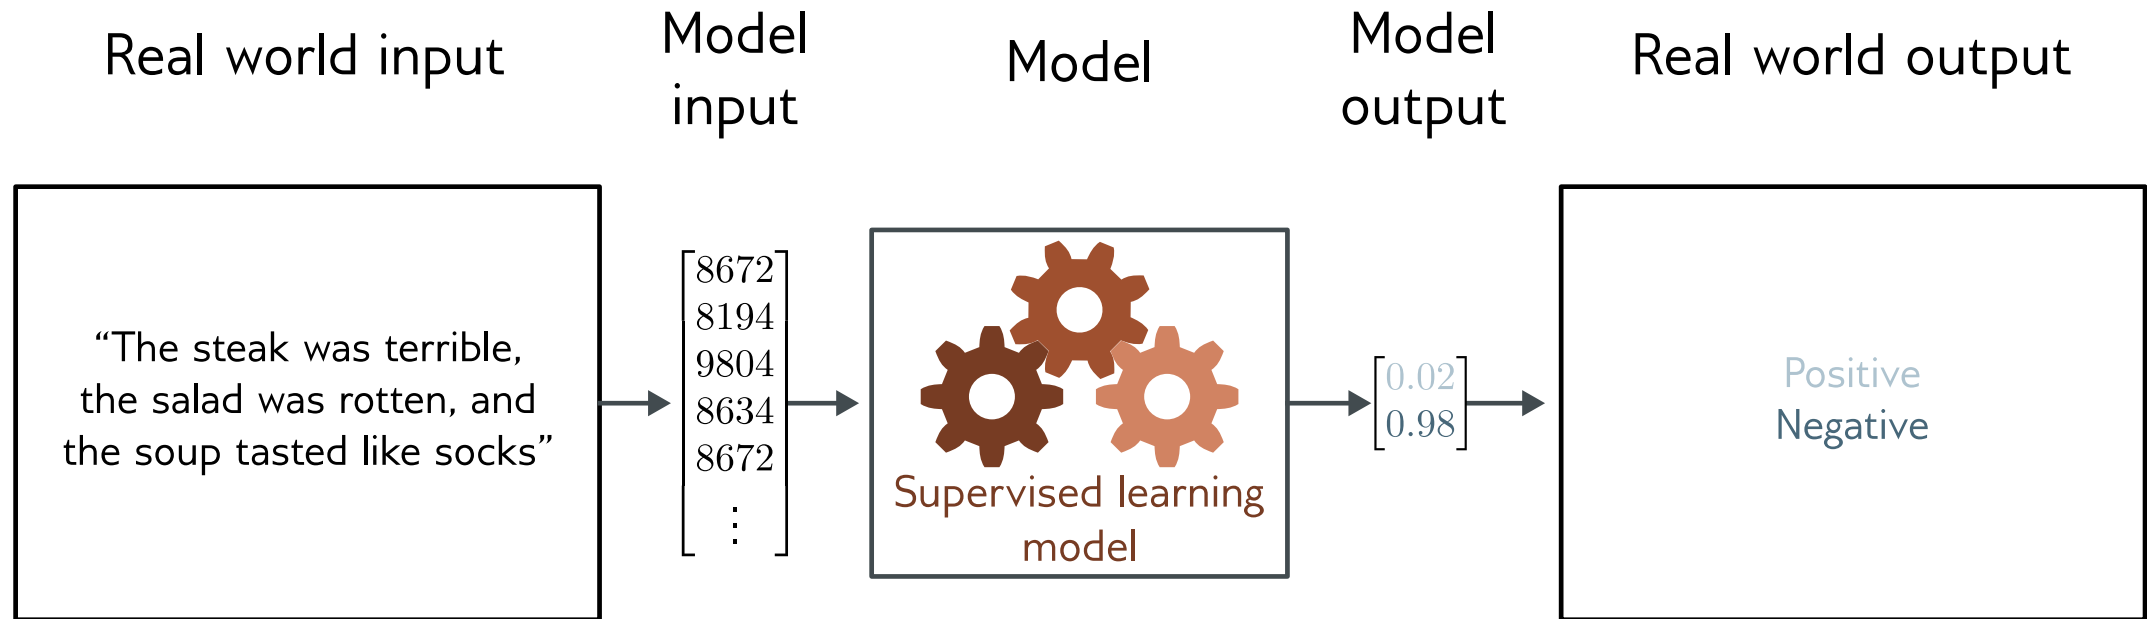 Real world input
Model
input
Model
Model
output
Real world output
“The steak was terrible,
the salad was rotten, and
the soup tasted like socks”
8672
8194
9804
8634
8672
⋮
Supervised learning
model
0.02
0.98
Positive
Negative